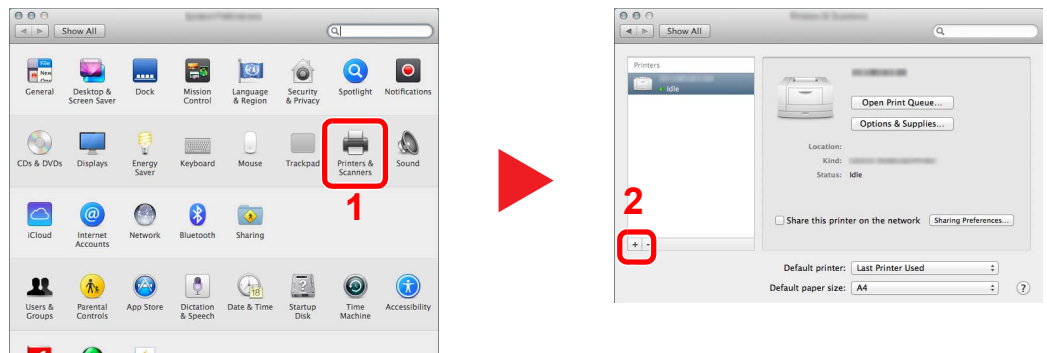 Show All
General
Desktop &
Screen Saver
Dock
Mission
Control
Language
& Region
Security
& Privacy
Spotlight
Notifications
CDs & DVDs
Displays
Energy
Saver
Keyboard
Mouse
Trackpad
Printers &
Scanners
Sound
1
iCloud
Internet
Accounts
Network
Bluetooth
Sharing
Users &
Groups
Parental
Controls
App Store
Dictation
& Speech
Date & Time
Startup
Disk
Time
Machine
Accessibility
Show All
Printers
Idle
Open Print Queue...
Options & Supplies...
Location:
Kind:
Status: Idle
2
Share this printer on the network
Sharing Preferences...
+ -
Default printer: Last Printer Used
Default paper size: A4
?